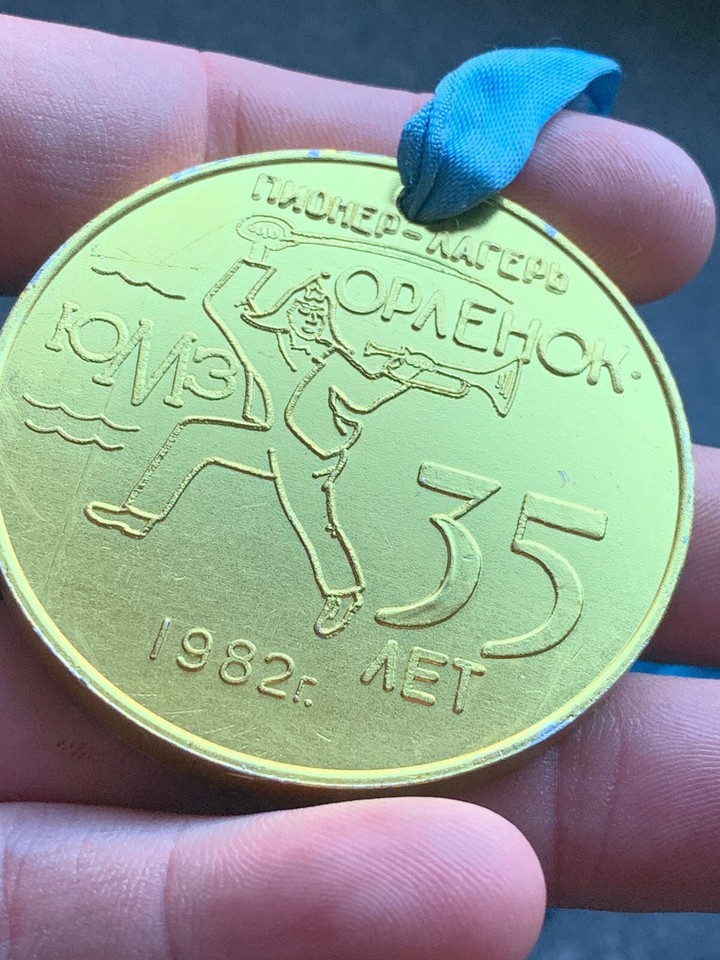 ПИОНЕР-ЛАГЕРЬ
ОРЛЕНОК·
ЮМЗ
35
ЛЕТ
1982г.